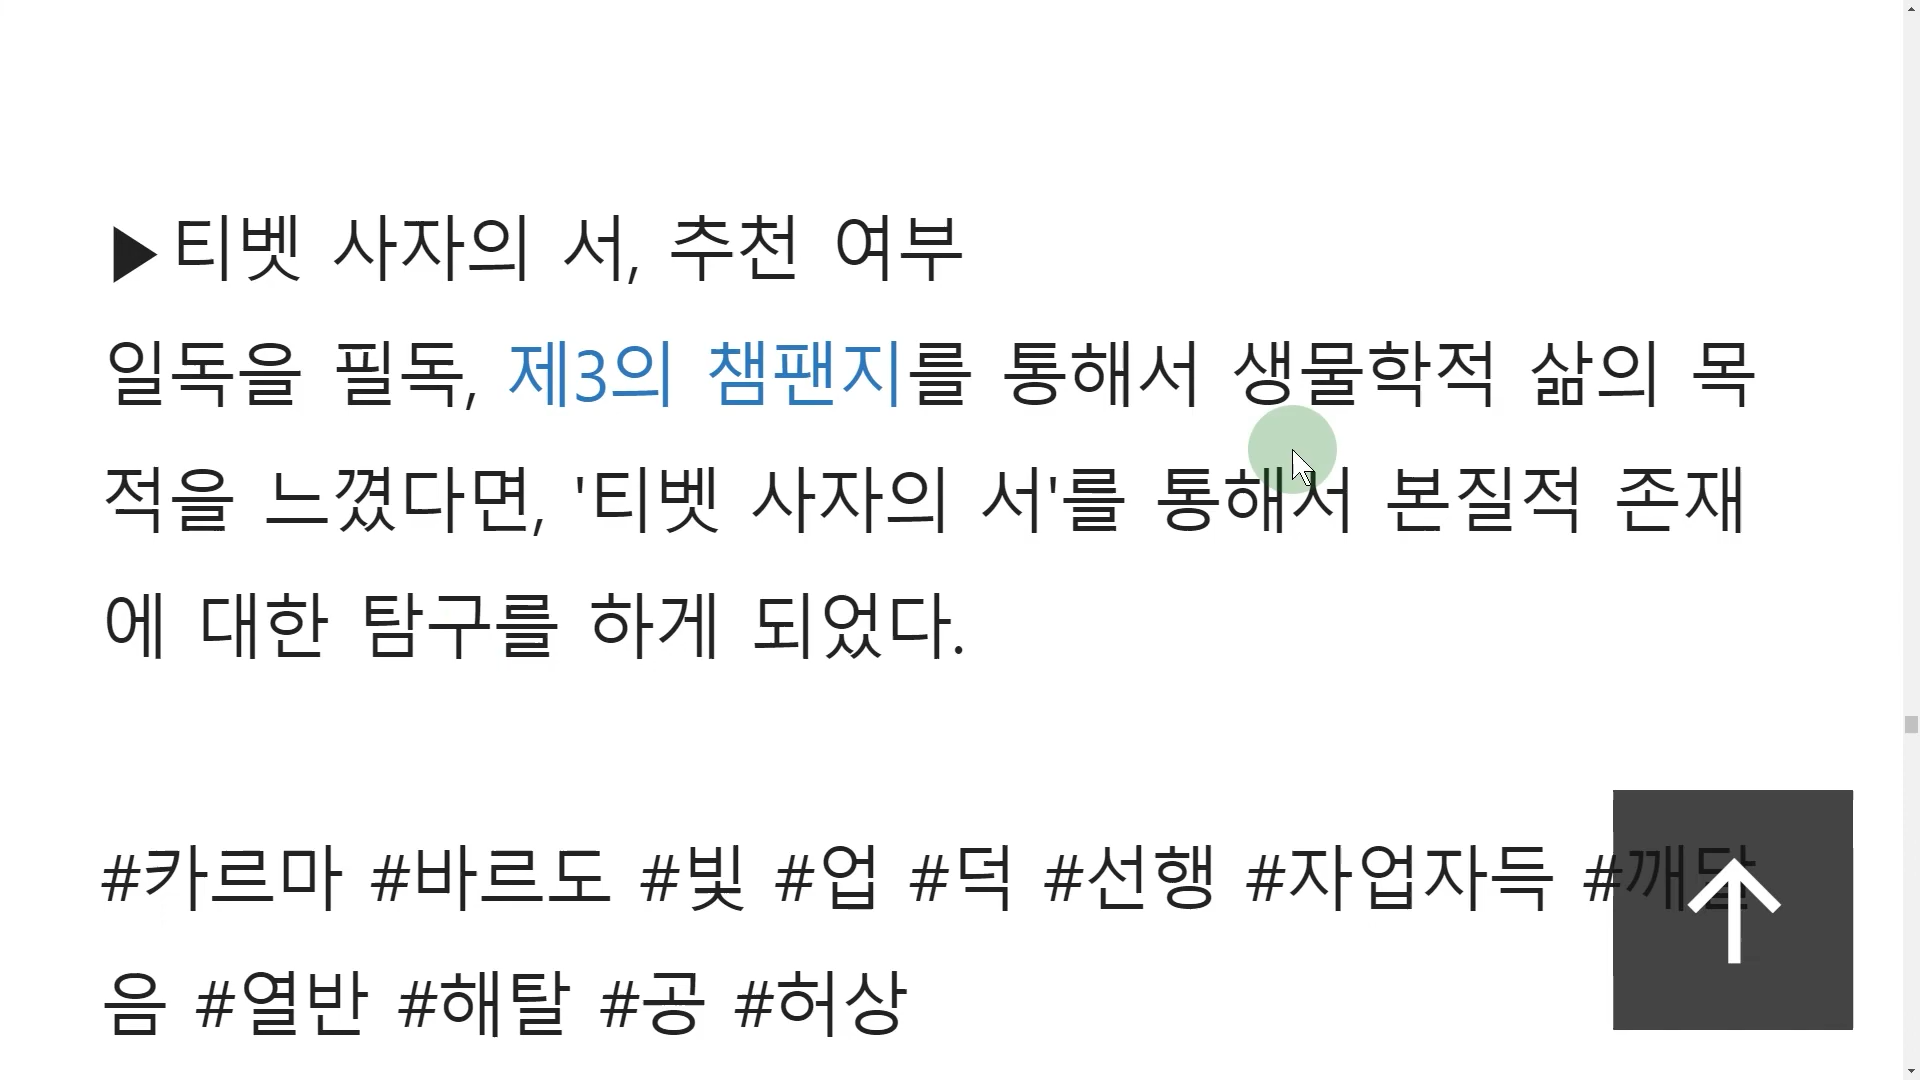 ▶티벳 사자의 서, 추천 여부
일독을 필독, 제3의 챔팬지를 통해서 생물학적 삶의 목
적을 느꼈다면, '티벳 사자의 서'를 통해서 본질적 존재
에 대한 탐구를 하게 되었다.
#카르마 #바르도 #빛 #업 #덕 #선행 #자업자득 #깨달
음 #열반 #해탈 #공 #허상